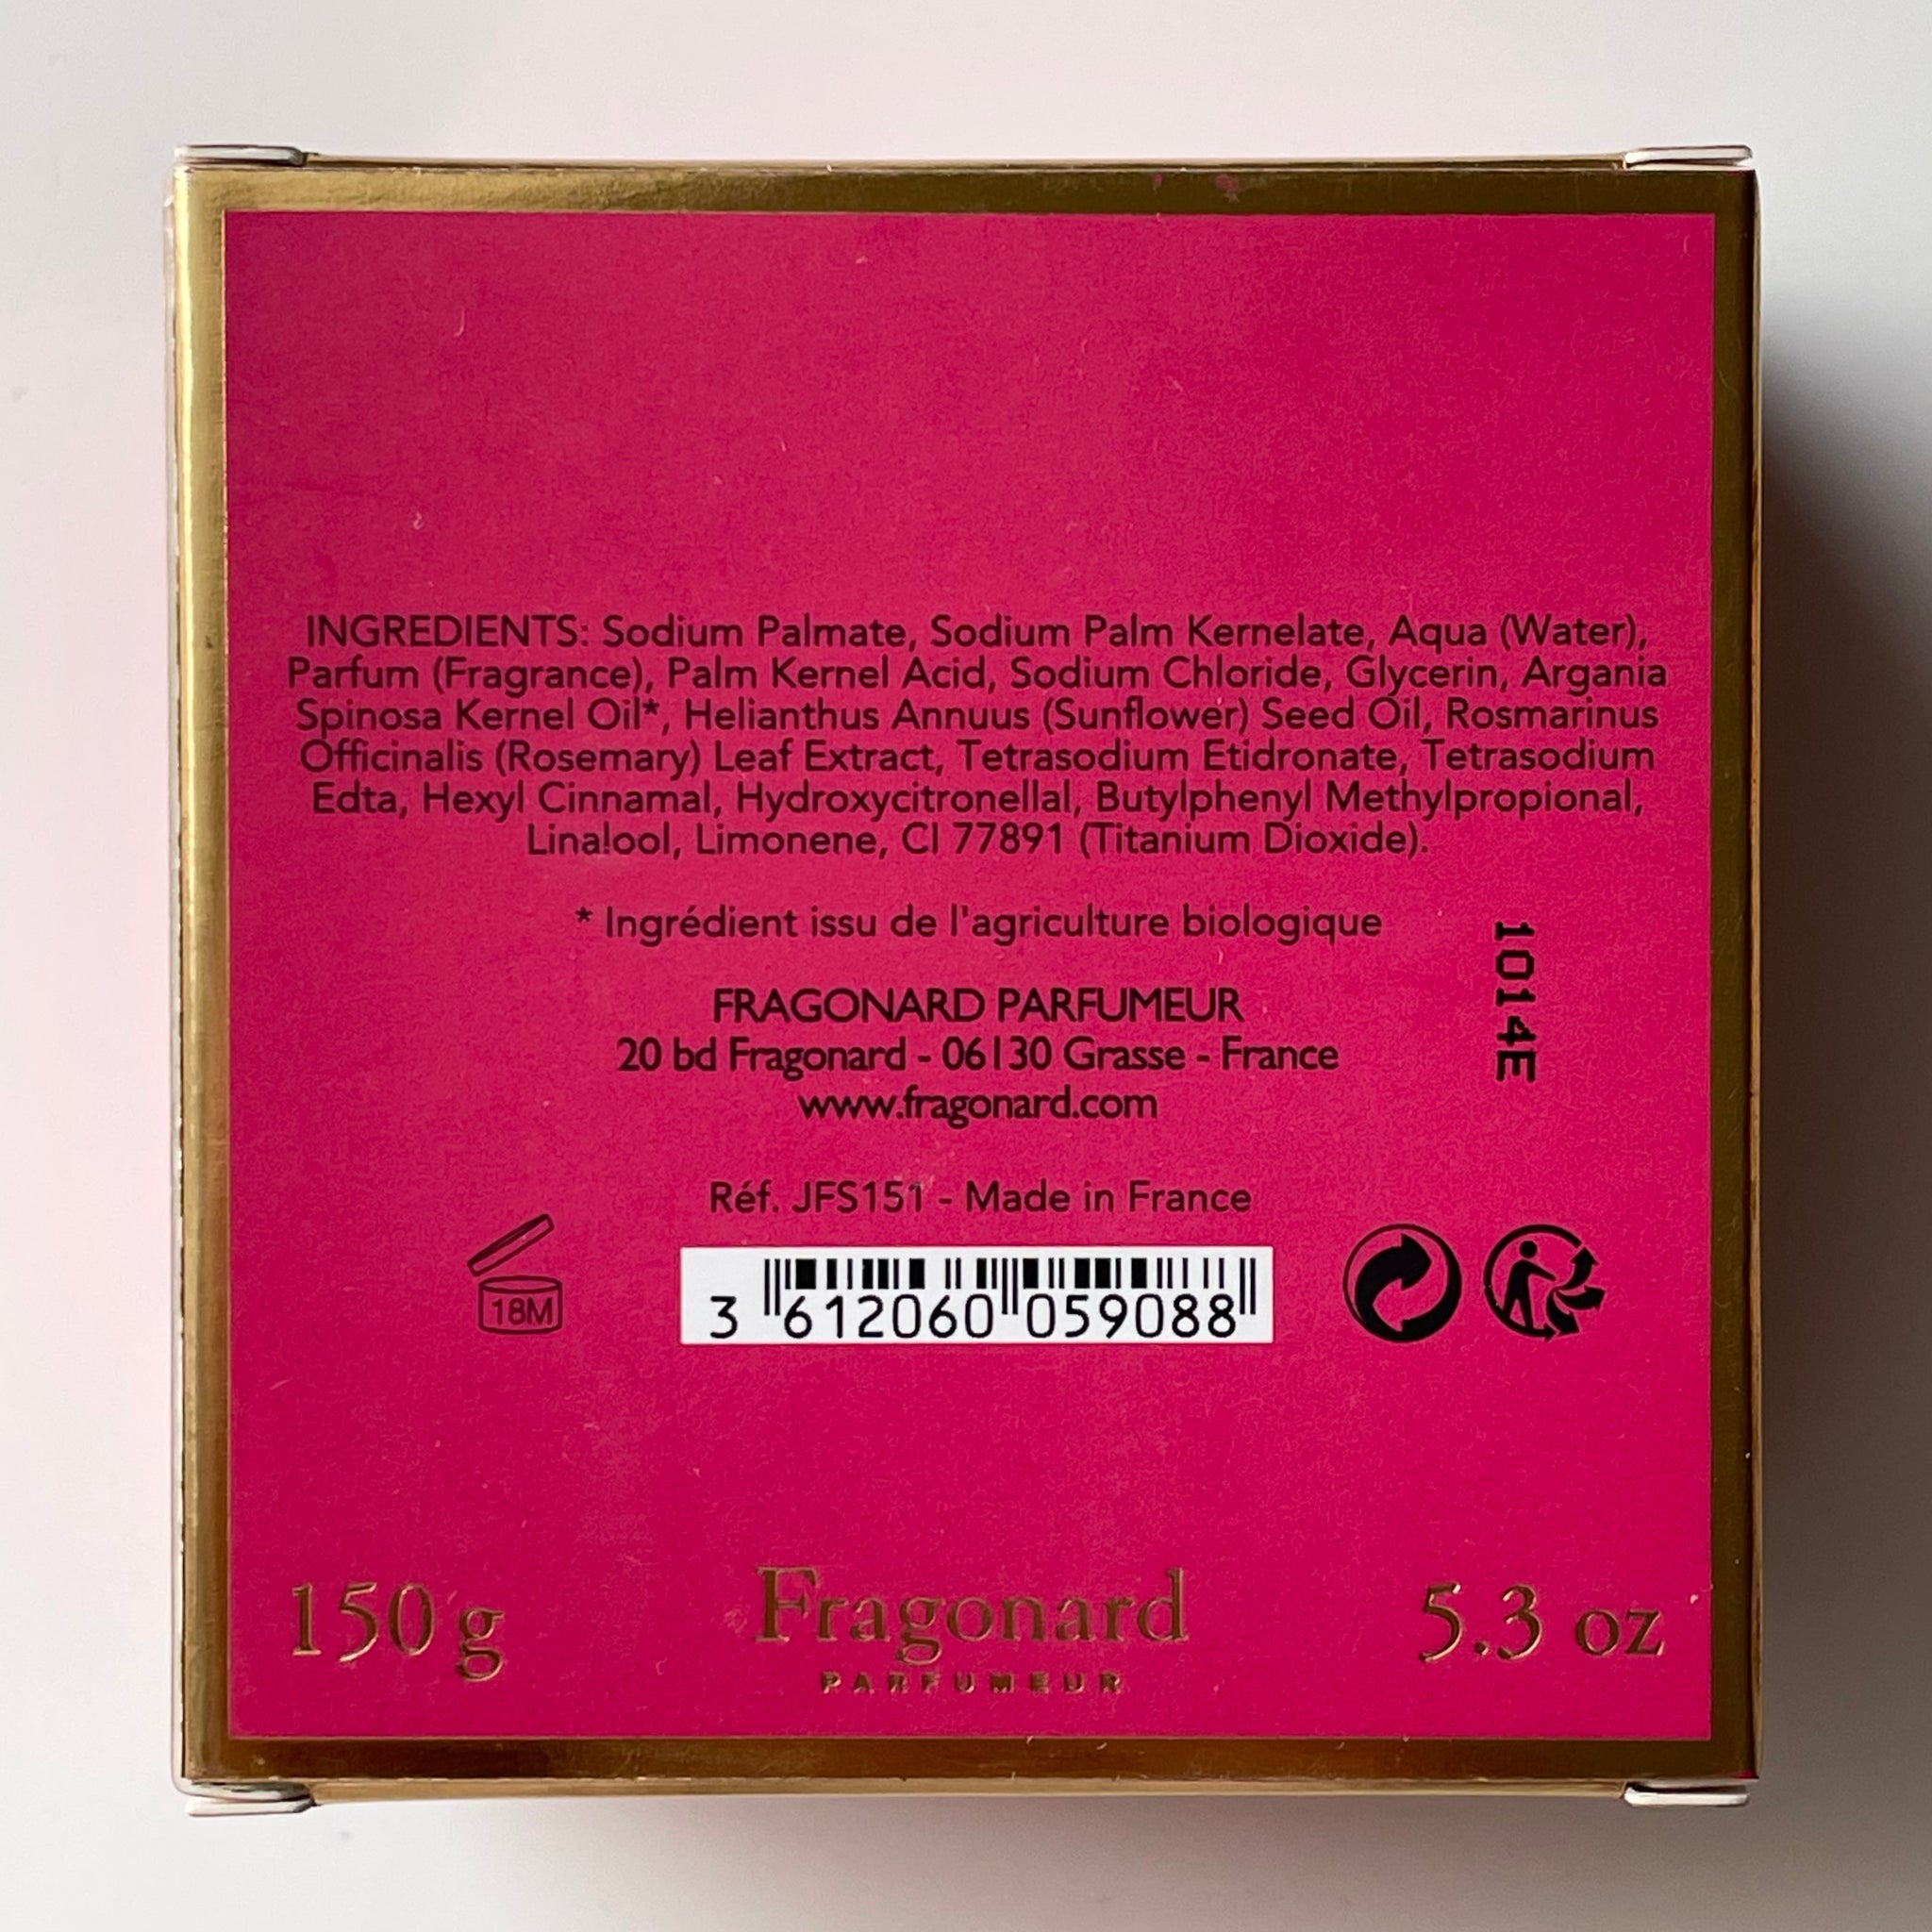 INGREDIENTS: Sodium Palmate, Sodium Palm Kernelate, Aqua (Water),
Parfum (Fragrance), Palm Kernel Acid, Sodium Chloride, Glycerin, Argania
Spinosa Kernel Oil*, Helianthus Annuus (Sunflower) Seed Oil, Rosmarinus
Officinalis (Rosemary) Leaf Extract, Tetrasodium Etidronate, Tetrasodium
Edta, Hexyl Cinnamal, Hydroxycitronellal, Butylphenyl Methylpropional,
Linalool, Limonene, CI 77891 (Titanium Dioxide).
* Ingrédient issu de l'agriculture biologique
1014E
FRAGONARD PARFUMEUR
20 bd Fragonard - 06130 Grasse - France
www.fragonard.com
Réf. JFS151 - Made in France
18M
3 612060 059088
150 g
Fragonard
PARFUMEUR
5.3 oz